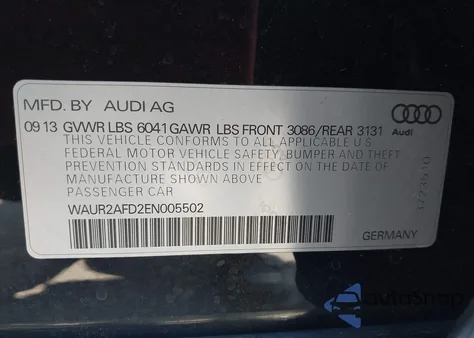 MFD. BY AUDI AG
09 13 GVWR LBS 6041 GAWR LBS FRONT 3086/REAR 3131
THIS VEHICLE CONFORMS TO ALL APPLICABLE U.S.
FEDERAL MOTOR VEHICLE SAFETY, BUMPER AND THEFT
PREVENTION STANDARDS IN EFFECT ON THE DATE OF
MANUFACTURE SHOWN ABOVE.
PASSENGER CAR
WAUR2AFD2EN005502
Audi
GERMANY
AutoSnap